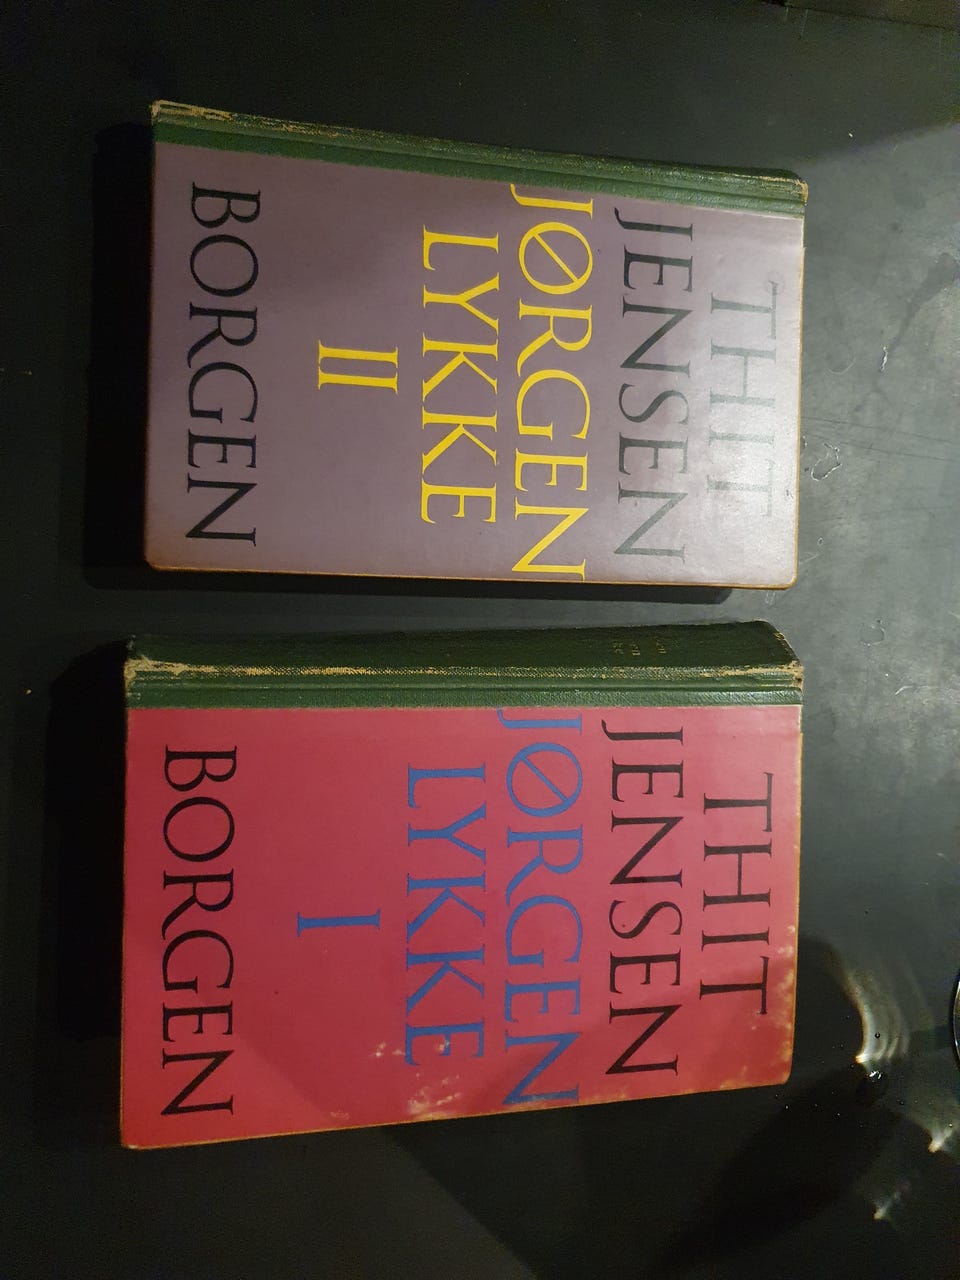 THIT
JENSEN
JØRGEN
LYKKE
II
BORGEN
THIT
JENSEN
JØRGEN
LYKKE
I
BORGEN